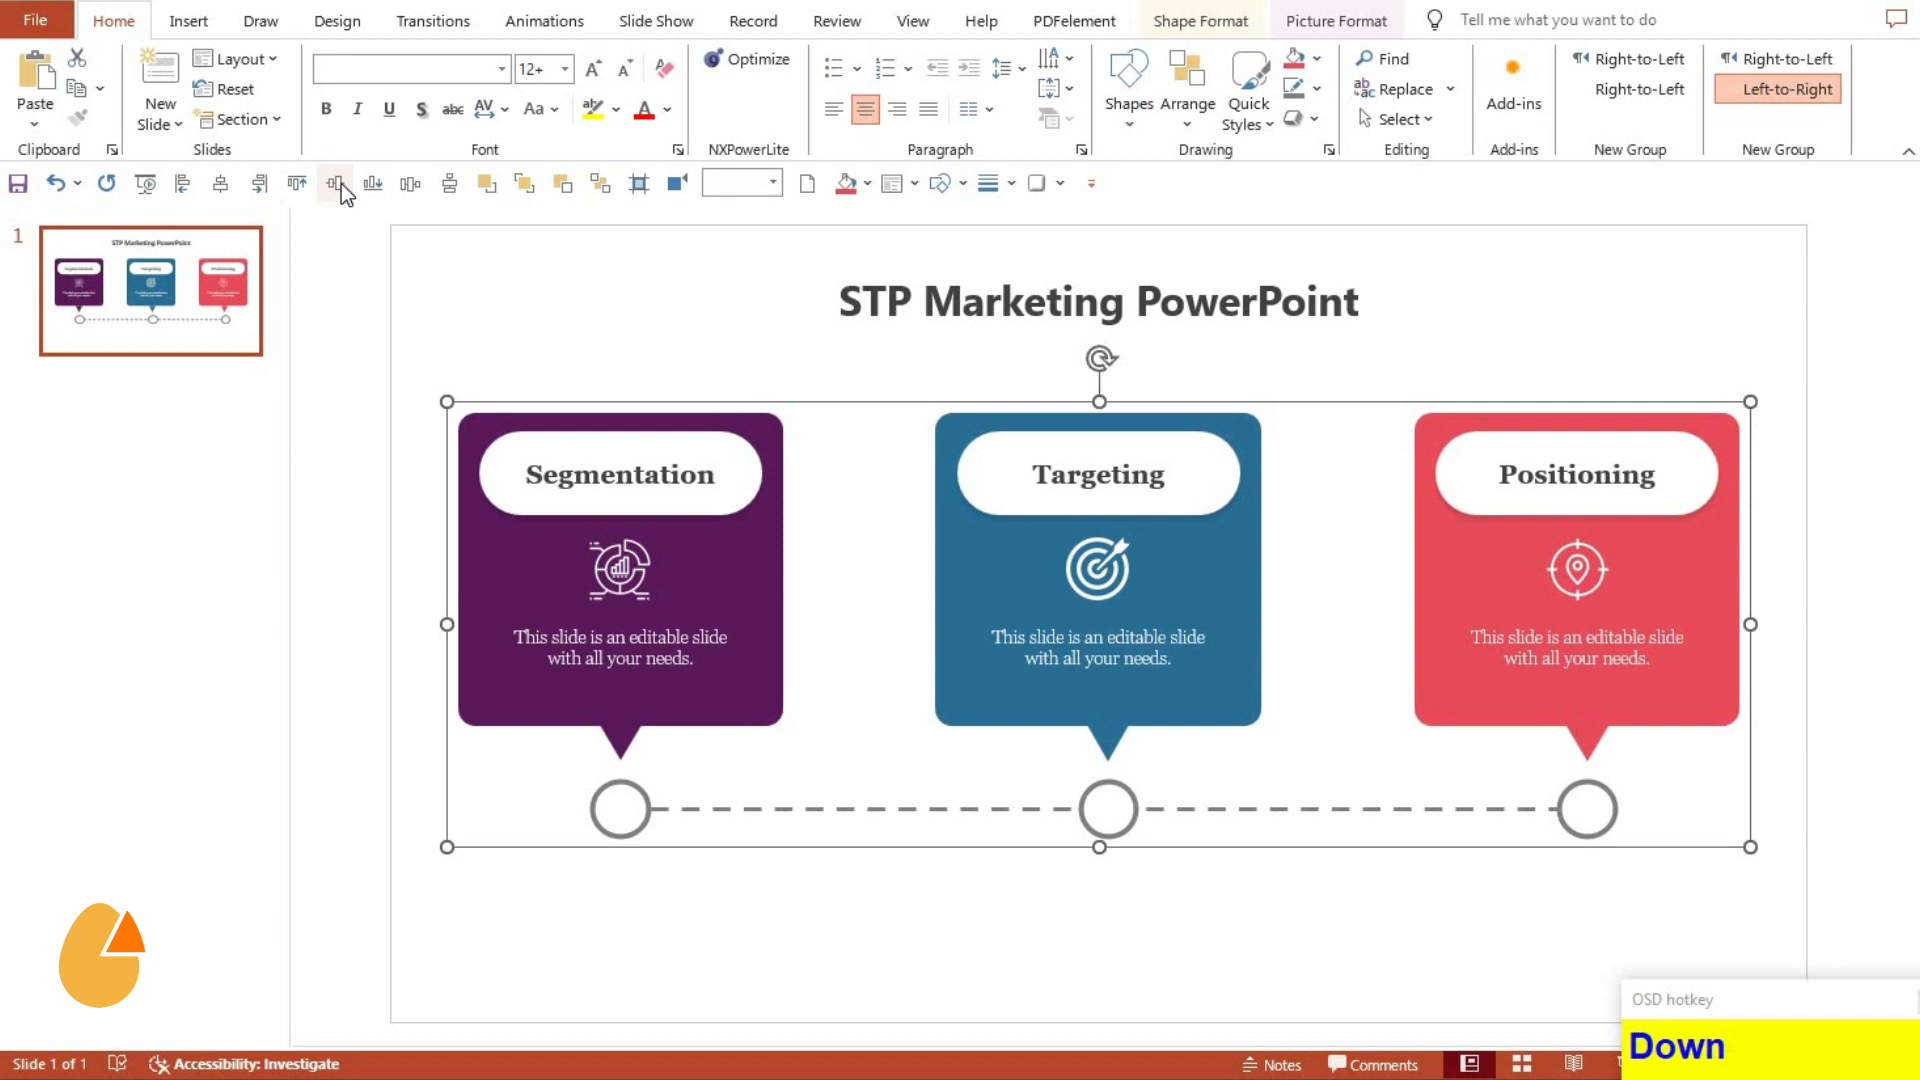 File Home Insert Draw Design Transitions Animations Slide Show Record Review View Help PDFelement Shape Format Picture Format Tell me what you want to do
Paste
Clipboard
New
Slide
Layout
Reset
Section
Slides
12+
B I U S abc AV Aa A
Font
Optimize
NXPowerLite
Paragraph
Shapes
Arrange
Quick
Styles
Drawing
Find
Replace
Select
Editing
Add-ins
Add-ins
Right-to-Left
Right-to-Left
New Group
Right-to-Left
Left-to-Right
New Group
1
STP Marketing PowerPoint
STP Marketing PowerPoint
Segmentation
This slide is an editable slide
with all your needs.
Targeting
This slide is an editable slide
with all your needs.
Positioning
This slide is an editable slide
with all your needs.
OSD hotkey
Down
Slide 1 of 1
Accessibility: Investigate
Notes
Comments